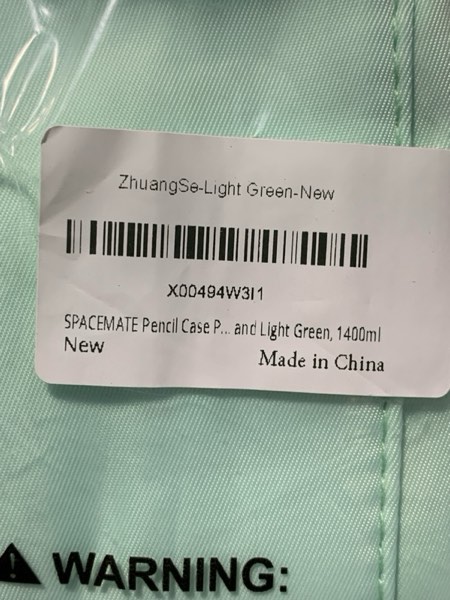 ZhuangSe-Light Green-New
X00494W3I1
SPACEMATE Pencil Case P... and Light Green, 1400ml
New
Made in China
WARNING: